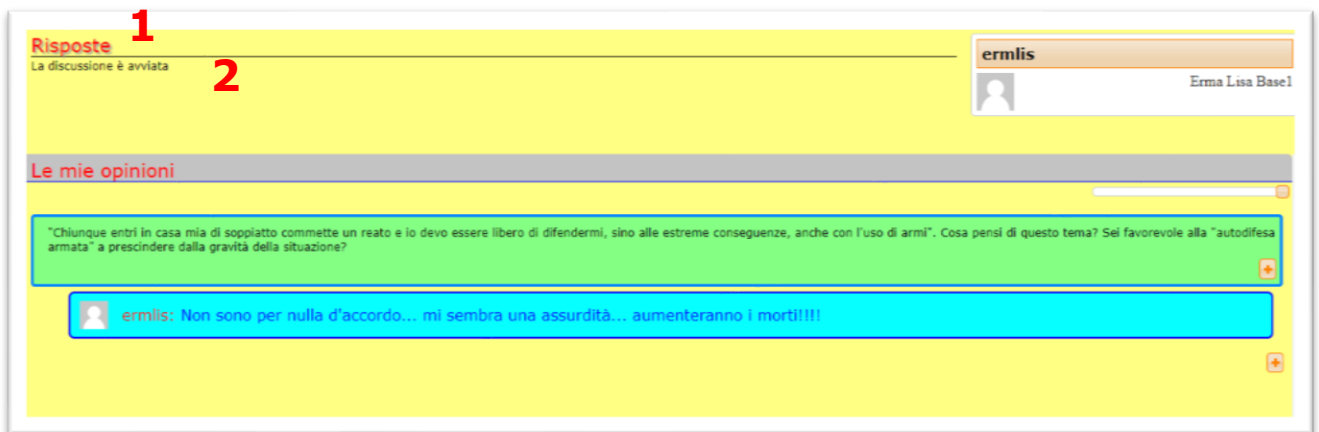 1
Risposte
2
La discussione è avviata
ermlis
Erma Lisa Base1
Le mie opinioni
"Chiunque entri in casa mia di soppiatto commette un reato e io devo essere libero di difendermi, sino alle estreme conseguenze, anche con l'uso di armi". Cosa pensi di questo tema? Sei favorevole alla "autodifesa
armata" a prescindere dalla gravità della situazione?
+
ermlis: Non sono per nulla d'accordo... mi sembra una assurdità... aumenteranno i morti!!!!
+